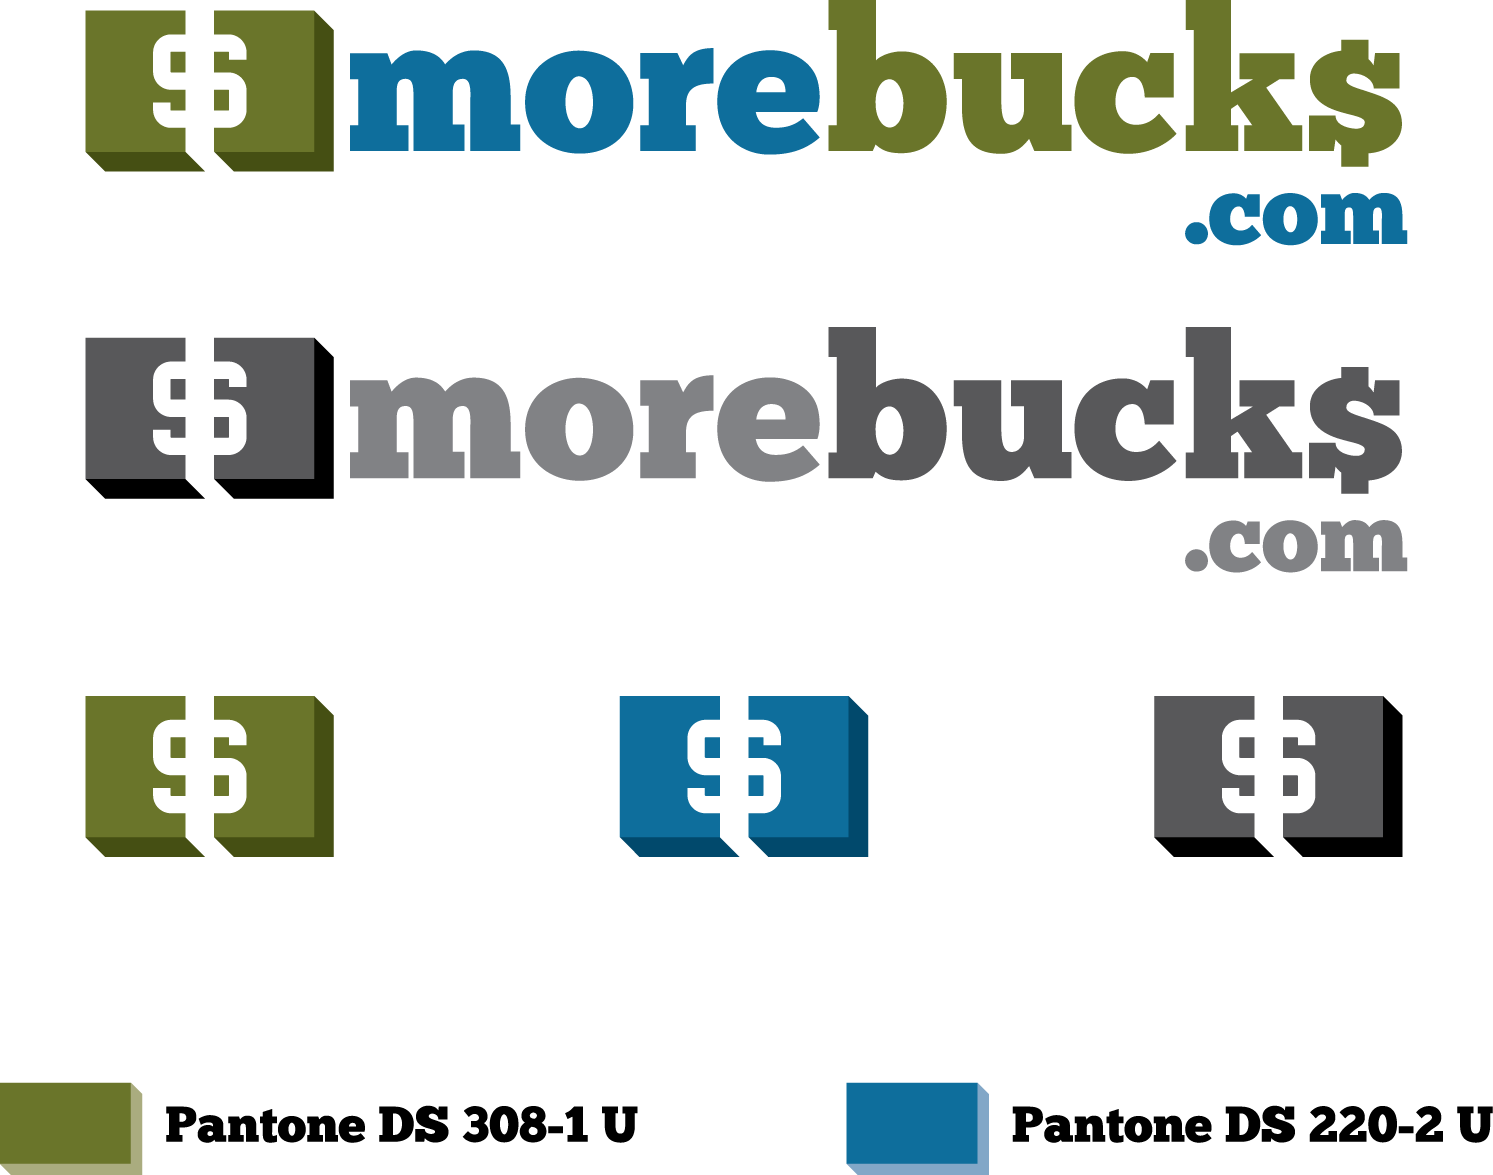 $ morebuck$
.com
$ morebuck$
.com
$ $ $
Pantone DS 308-1 U Pantone DS 220-2 U